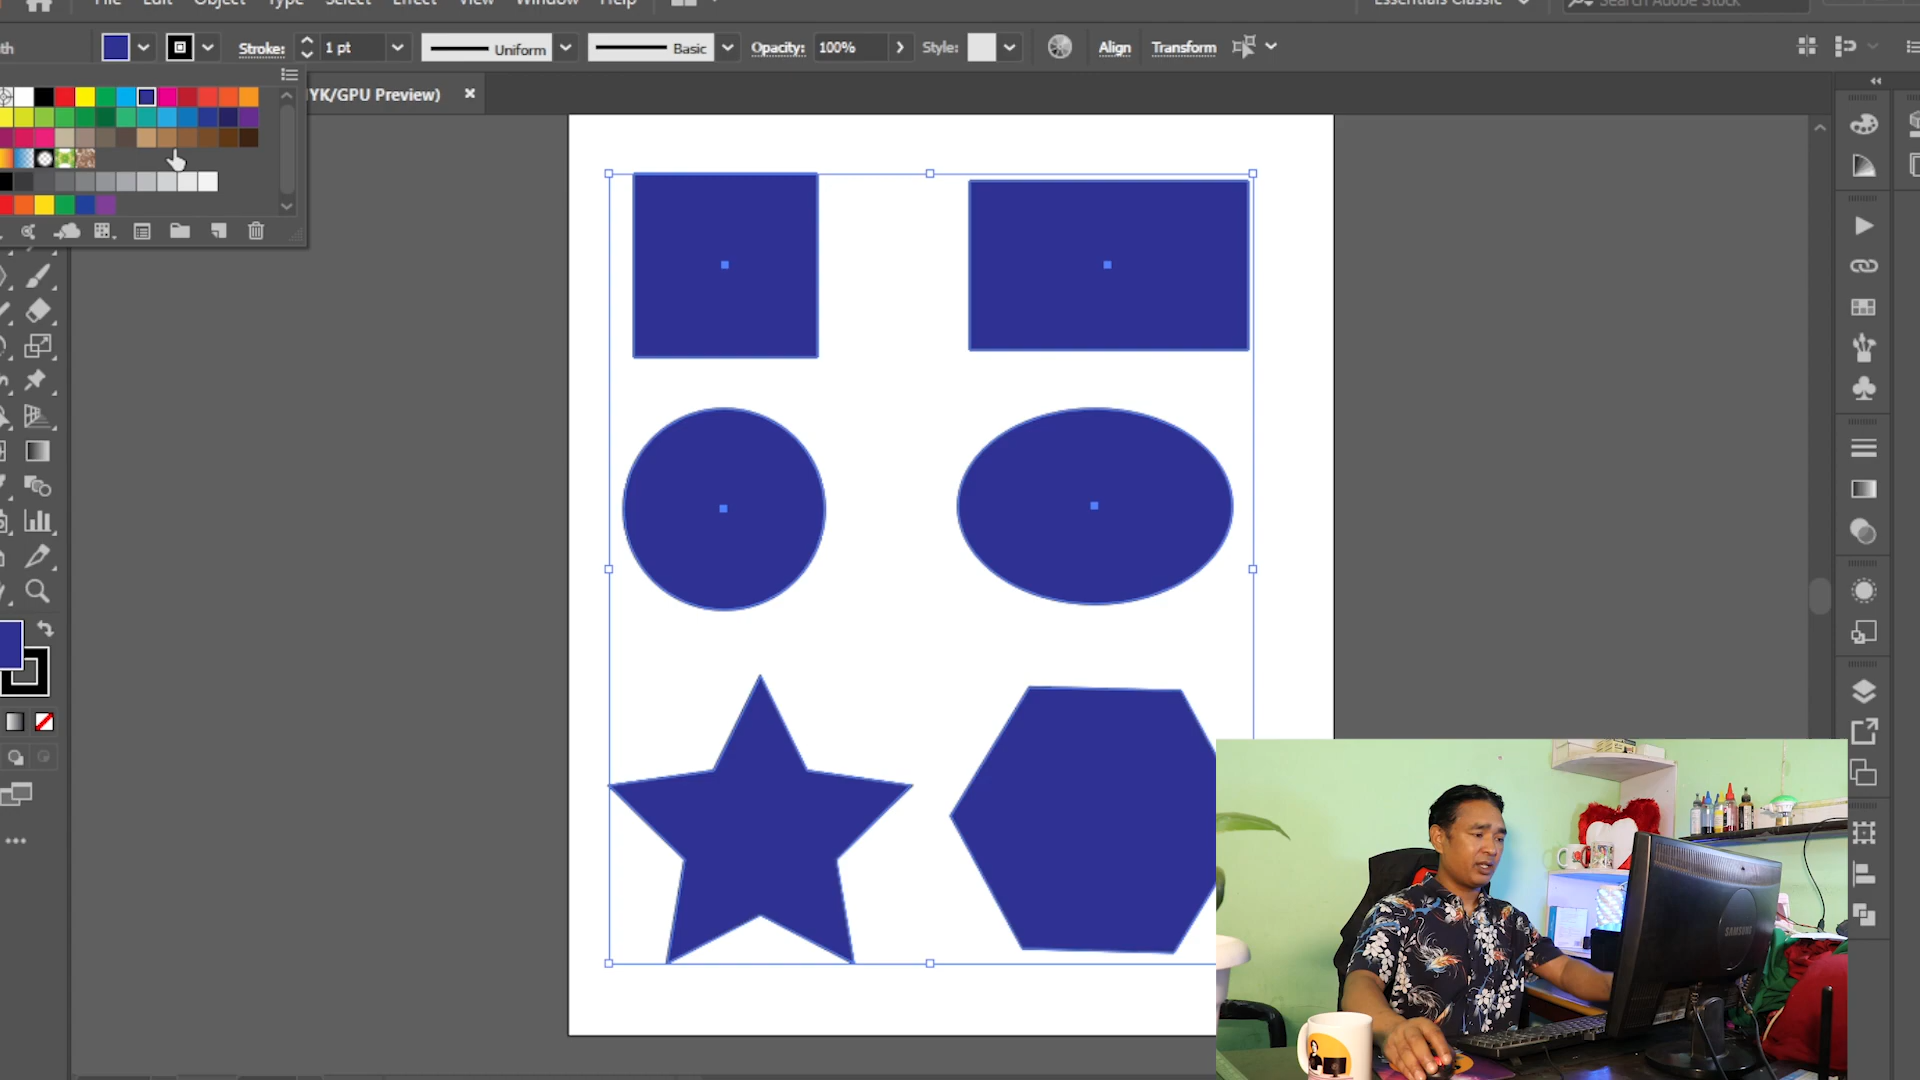 File Edit Object Type Select Effect View Window Help
Essentials Classic
Search Adobe Stock
Stroke: 1 pt Uniform Basic Opacity: 100% Style: Align Transform
YK/GPU Preview) ×
SAMSUNG